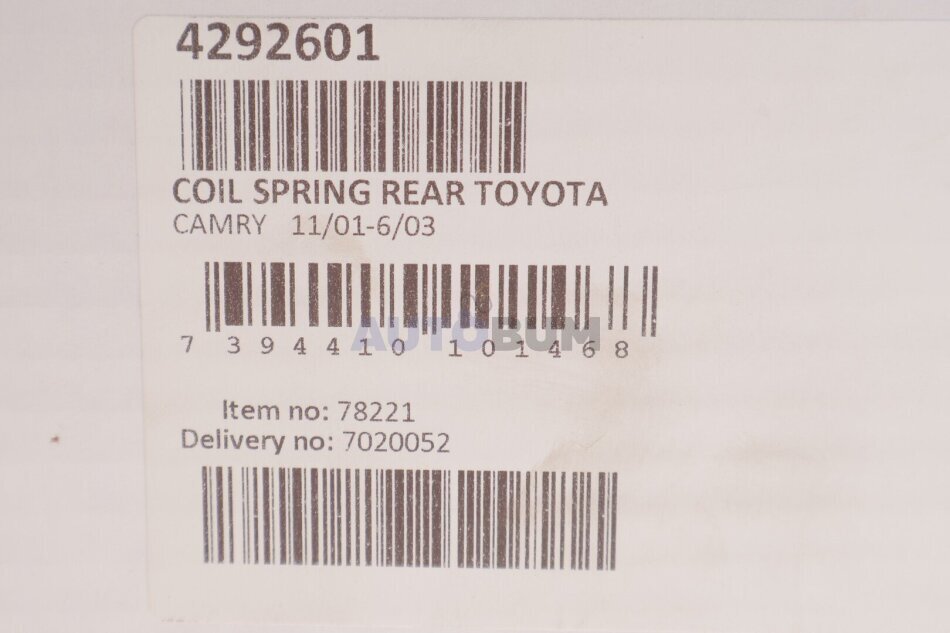 4292601
COIL SPRING REAR TOYOTA
CAMRY 11/01-6/03
AUTOBUM
7 394410 101468
Item no: 78221
Delivery no: 7020052